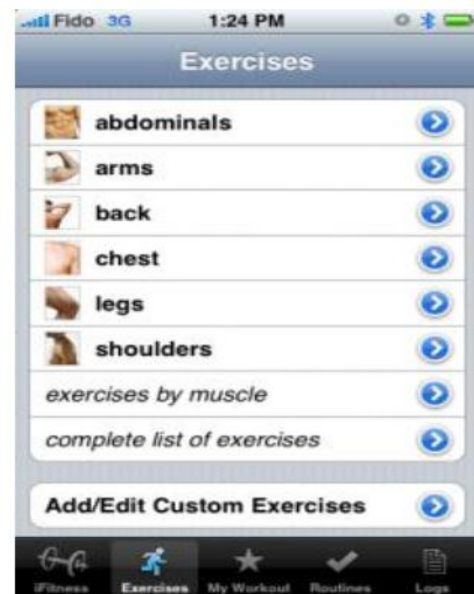 Fido 3G 1:24 PM
Exercises
abdominals
arms
back
chest
legs
shoulders
exercises by muscle
complete list of exercises
Add/Edit Custom Exercises
iFitness Exercises My Workout Routines Logs